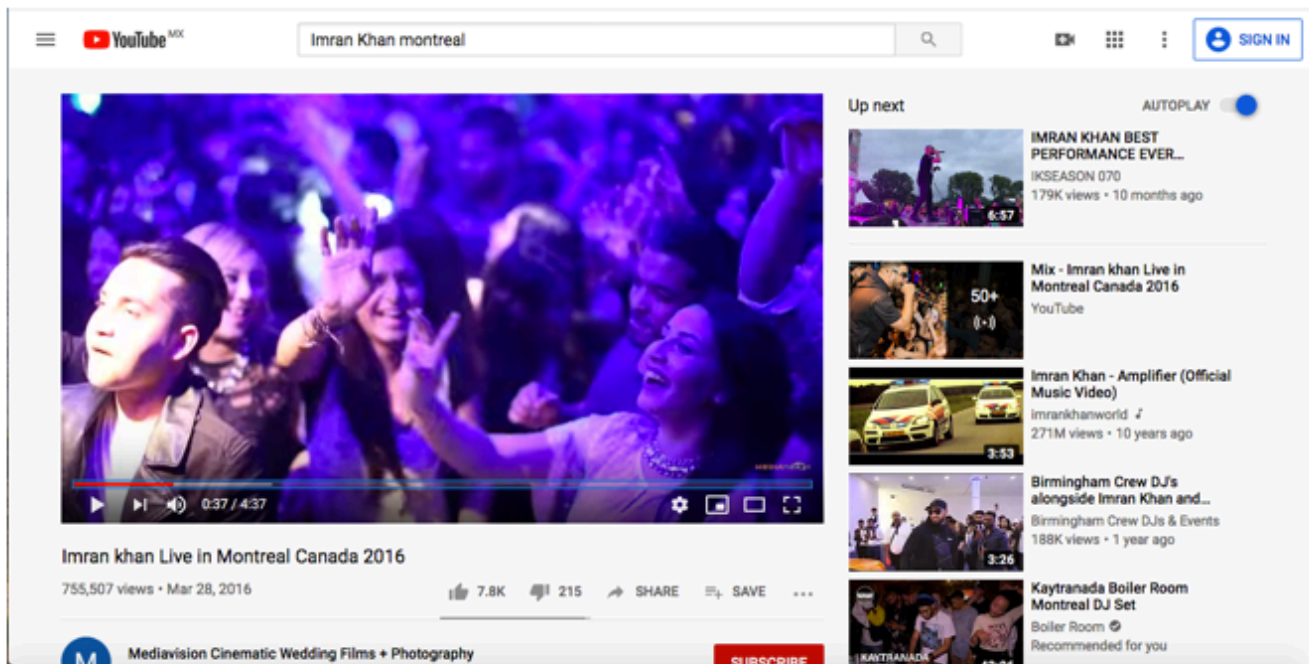 YouTube MX
Imran Khan montreal
SIGN IN
Up next
AUTOPLAY
IMRAN KHAN BEST
PERFORMANCE EVER...
IKSEASON 070
179K views • 10 months ago
6:57
Mix - Imran khan Live in
Montreal Canada 2016
YouTube
50+
Imran Khan - Amplifier (Official
Music Video)
imrankhanworld
271M views • 10 years ago
3:53
Birmingham Crew DJ's
alongside Imran Khan and...
Birmingham Crew DJs & Events
188K views • 1 year ago
3:26
Kaytranada Boiler Room
Montreal DJ Set
Boiler Room
Recommended for you
KAYTRANADA
0:37 / 4:37
Imran khan Live in Montreal Canada 2016
755,507 views • Mar 28, 2016
7.8K
215
SHARE
SAVE
M
Mediavision Cinematic Wedding Films + Photography
SUBSCRIBE